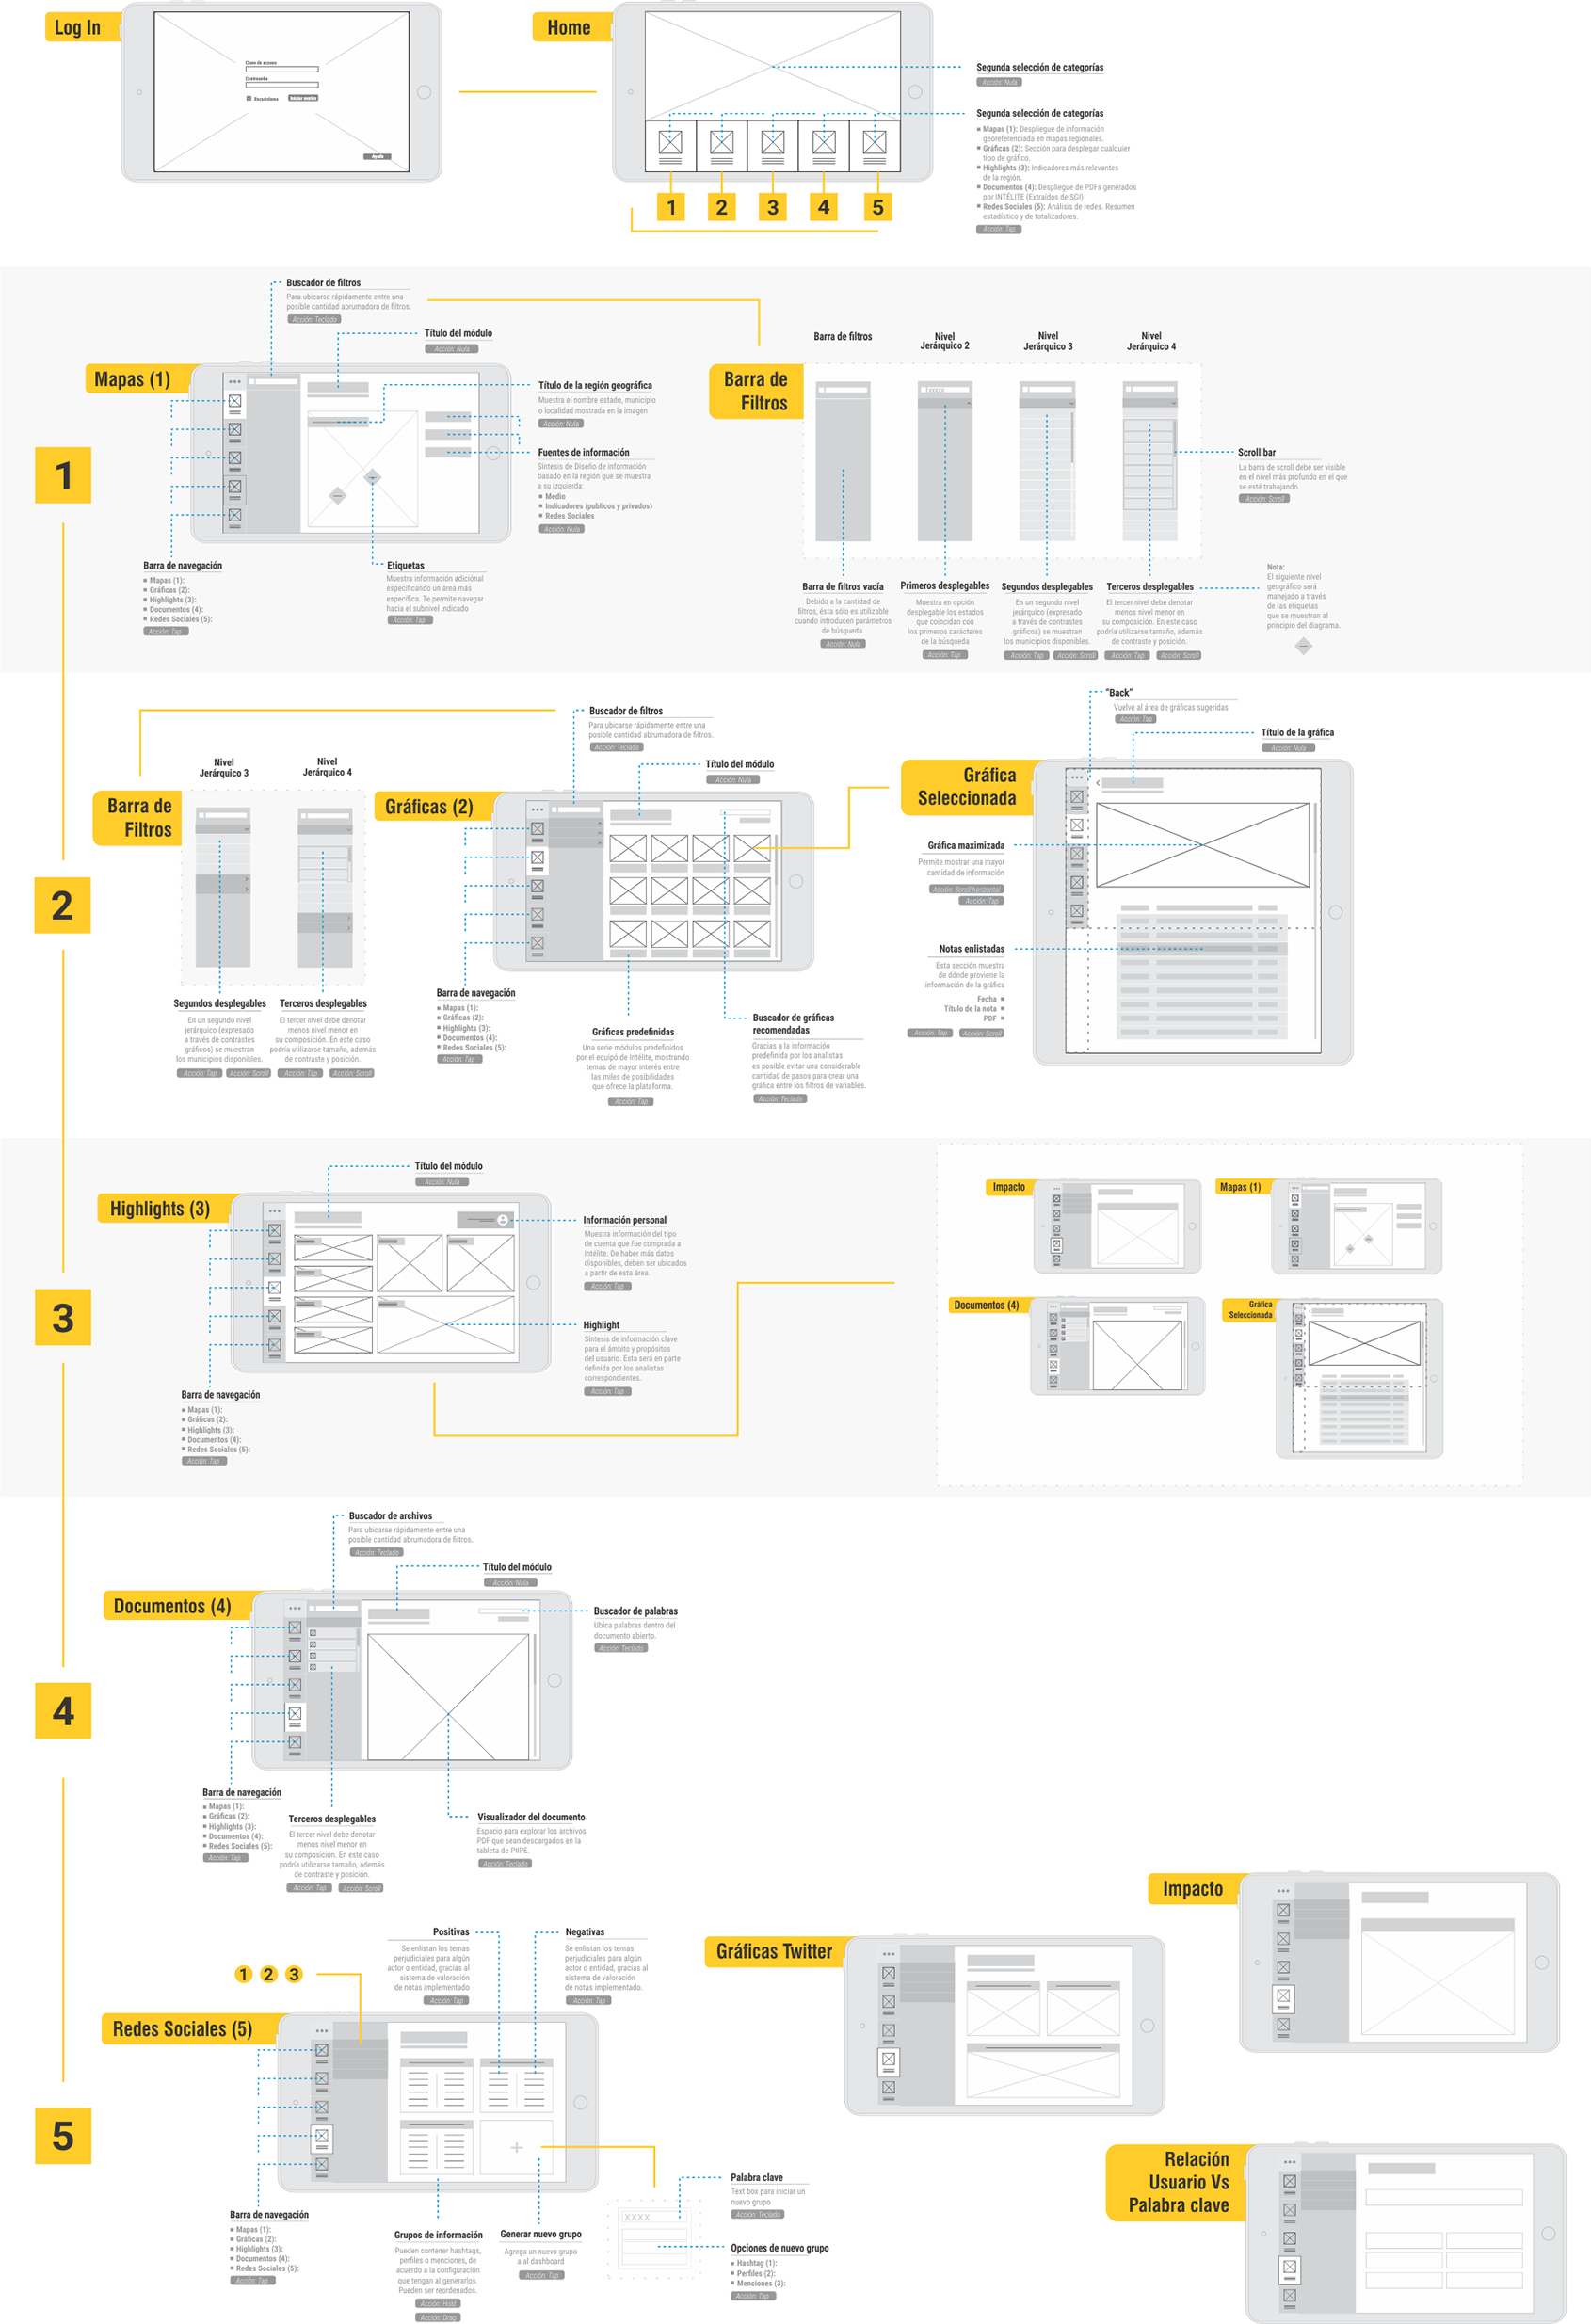 Log In
Clave de acceso
Contraseña
Recuérdame
Iniciar sesión
Ayuda
Home
Segunda selección de categorías
Acción: Nula
Segunda selección de categorías
Mapas (1): Despliegue de información
georeferenciada en mapas regionales.
Gráficas (2): Sección para desplegar cualquier
tipo de gráfico.
Highlights (3): Indicadores más relevantes
de la región.
Documentos (4): Despliegue de PDFs generados
por INTÉLITE (Extraídos de SGI)
Redes Sociales (5): Análisis de redes. Resumen
estadístico y de totalizadores.
Acción: Tap
1
2
3
4
5
1
Mapas (1)
Buscador de filtros
Para ubicarse rápidamente entre una
posible cantidad abrumadora de filtros.
Acción: Teclado
Título del módulo
Acción: Nula
Título de la región geográfica
Muestra el nombre estado, municipio
o localidad mostrada en la imagen
Acción: Nula
Fuentes de información
Síntesis de Diseño de información
basado en la región que se muestra
a su izquierda:
Medio
Indicadores (publicos y privados)
Redes Sociales
Acción: Nula
Barra de navegación
Mapas (1):
Gráficas (2):
Highlights (3):
Documentos (4):
Redes Sociales (5):
Acción: Tap
Etiquetas
Muestra información adiciónal
especificando un área más
específica. Te permite navegar
hacia el subnivel indicado
Acción: Tap
Barra de
Filtros
Barra de filtros
Nivel
Jerárquico 2
Nivel
Jerárquico 3
Nivel
Jerárquico 4
Scroll bar
La barra de scroll debe ser visible
en el nivel más profundo en el que
se esté trabajando.
Acción: Scroll
Barra de filtros vacía
Debido a la cantidad de
filtros, ésta sólo es utilizable
cuando introducen parámetros
de búsqueda.
Acción: Nula
Primeros desplegables
Muestra en opción
desplegable los estados
que coincidan con
los primeros carácteres
de la búsqueda
Acción: Tap
Segundos desplegables
En un segundo nivel
jerárquico (expresado
a través de contrastes
gráficos) se muestran
los municipios disponibles.
Acción: Tap
Acción: Scroll
Terceros desplegables
El tercer nivel debe denotar
menos nivel menor en
su composición. En este caso
podría utilizarse tamaño, además
de contraste y posición.
Acción: Tap
Acción: Scroll
Nota:
El siguiente nivel
geográfico será
manejado a través
de las etiquetas
que se muestran al
principio del diagrama.
2
Barra de
Filtros
Nivel
Jerárquico 3
Nivel
Jerárquico 4
Segundos desplegables
En un segundo nivel
jerárquico (expresado
a través de contrastes
gráficos) se muestran
los municipios disponibles.
Acción: Tap
Acción: Scroll
Terceros desplegables
El tercer nivel debe denotar
menos nivel menor en
su composición. En este caso
podría utilizarse tamaño, además
de contraste y posición.
Acción: Tap
Acción: Scroll
Gráficas (2)
Buscador de filtros
Para ubicarse rápidamente entre una
posible cantidad abrumadora de filtros.
Acción: Teclado
Título del módulo
Acción: Nula
Barra de navegación
Mapas (1):
Gráficas (2):
Highlights (3):
Documentos (4):
Redes Sociales (5):
Acción: Tap
Gráficas predefinidas
Una serie módulos predefinidos
por el equipó de Intélite, mostrando
temas de mayor interés entre
las miles de posibilidades
que ofrece la plataforma.
Acción: Tap
Buscador de gráficas
recomendadas
Gracias a la información
predefinida por los analistas
es posible evitar una considerable
cantidad de pasos para crear una
gráfica entre los filtros de variables.
Acción: Teclado
Gráfica
Seleccionada
"Back"
Vuelve al área de gráficas sugeridas
Acción: Tap
Título de la gráfica
Acción: Nula
Gráfica maximizada
Permite mostrar una mayor
cantidad de información
Acción: Scroll horizontal
Acción: Tap
Notas enlistadas
Esta sección muestra
de dónde proviene la
información de la gráfica
Fecha
Título de la nota
PDF
Acción: Tap
Acción: Scroll
3
Highlights (3)
Título del módulo
Acción: Nula
Información personal
Muestra información del tipo
de cuenta que fue comprada a
Intélite. De haber más datos
disponibles, deben ser ubicados
a partir de esta área.
Acción: Tap
Highlight
Síntesis de información clave
para el ámbito y propósitos
del usuario. Esta será en parte
definida por los analistas
correspondientes.
Acción: Tap
Barra de navegación
Mapas (1):
Gráficas (2):
Highlights (3):
Documentos (4):
Redes Sociales (5):
Acción: Tap
Impacto
Mapas (1)
Documentos (4)
Gráfica
Seleccionada
4
Documentos (4)
Buscador de archivos
Para ubicarse rápidamente entre una
posible cantidad abrumadora de filtros.
Acción: Teclado
Título del módulo
Acción: Nula
Buscador de palabras
Ubica palabras dentro del
documento abierto.
Acción: Teclado
Barra de navegación
Mapas (1):
Gráficas (2):
Highlights (3):
Documentos (4):
Redes Sociales (5):
Acción: Tap
Terceros desplegables
El tercer nivel debe denotar
menos nivel menor en
su composición. En este caso
podría utilizarse tamaño, además
de contraste y posición.
Acción: Tap
Acción: Scroll
Visualizador del documento
Espacio para explorar los archivos
PDF que sean descargados en la
tableta de PIIPE.
Acción: Teclado
5
1 2 3
Redes Sociales (5)
Positivas
Se enlistan los temas
perjudiciales para algún
actor o entidad, gracias al
sistema de valoración
de notas implementado
Acción: Tap
Negativas
Se enlistan los temas
perjudiciales para algún
actor o entidad, gracias al
sistema de valoración
de notas implementado.
Acción: Tap
Barra de navegación
Mapas (1):
Gráficas (2):
Highlights (3):
Documentos (4):
Redes Sociales (5):
Acción: Tap
Grupos de información
Pueden contener hashtags,
perfiles o menciones, de
acuerdo a la configuración
que tengan al generarlos.
Pueden ser reordenados.
Acción: Hold
Acción: Drag
Generar nuevo grupo
Agrega un nuevo grupo
a al dashboard
Acción: Tap
XXXX
Palabra clave
Text box para iniciar un
nuevo grupo
Acción: Teclado
Opciones de nuevo grupo
Hashtag (1):
Perfiles (2):
Menciones (3):
Acción: Tap
Gráficas Twitter
Impacto
Relación
Usuario Vs
Palabra clave